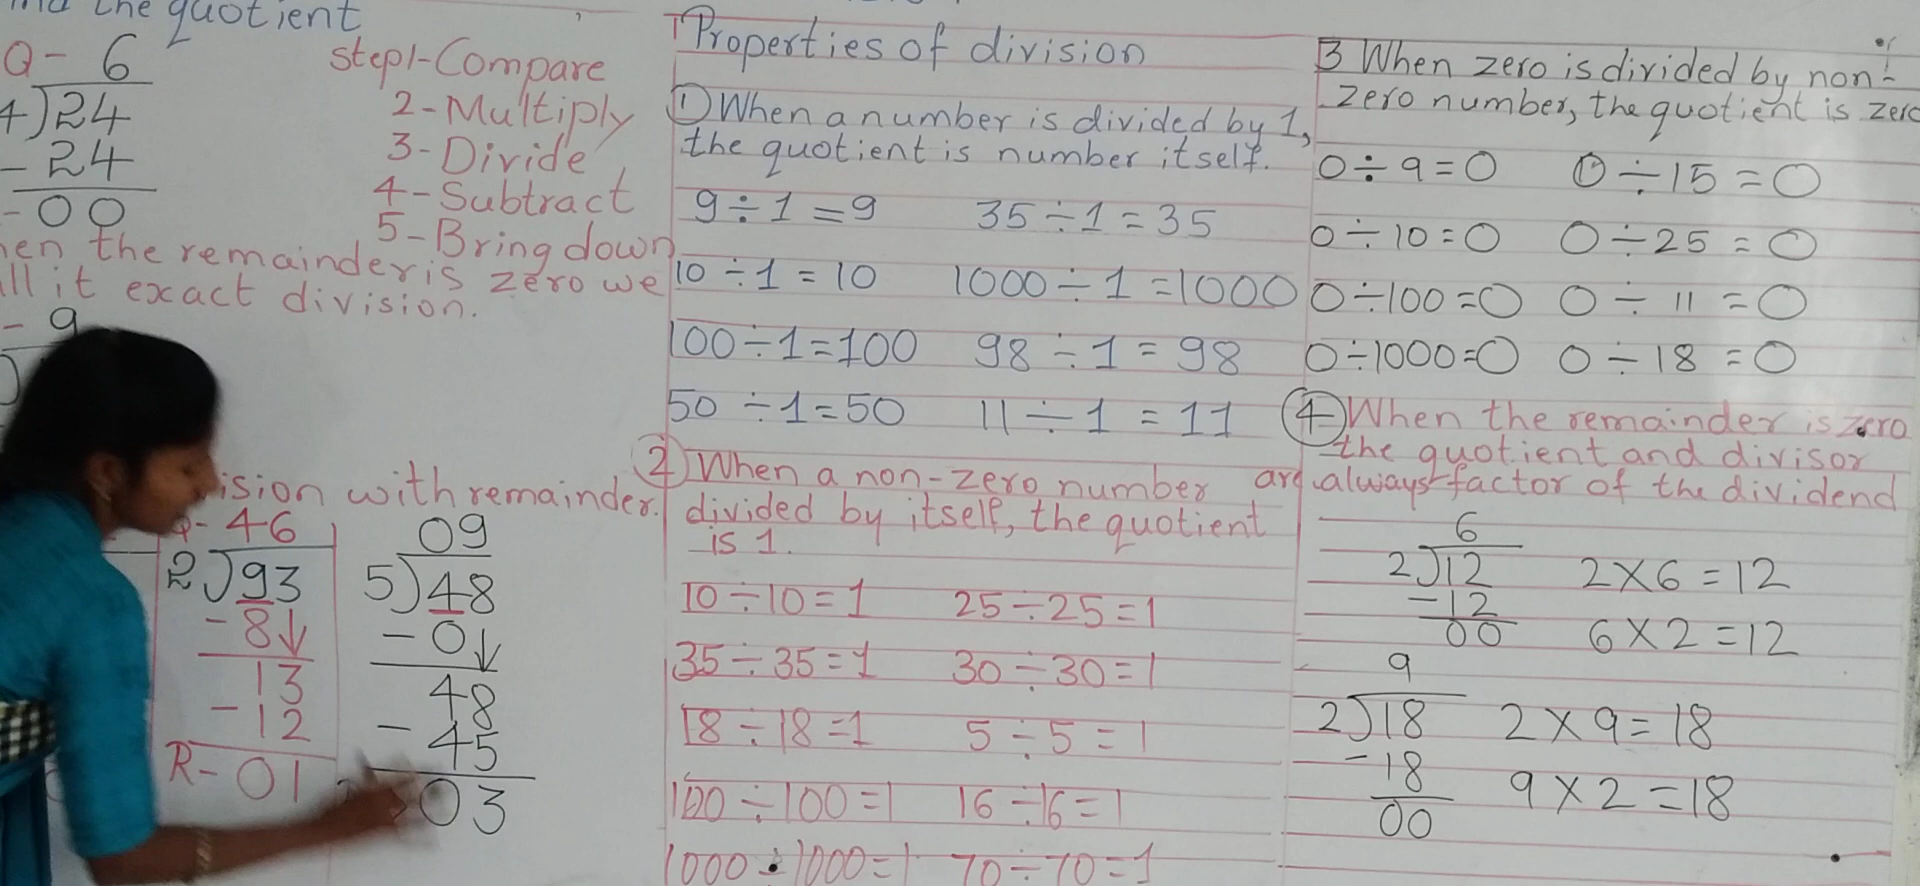 the quotient
Q- 6
4)24
-24
-00
Step1-Compare
2-Multiply
3-Divide
4-Subtract
5-Bring down
the remainder is zero we
it exact division.
- 9
with remainder.
46
2)93
-8↓
13
-12
R-01
09
5)48
-0↓
48
-45
03
Properties of division
① When a number is divided by 1,
the quotient is number itself.
9÷1=9 35÷1=35
10÷1=10 1000÷1=1000
100÷1=100 98÷1=98
50÷1=50 11÷1=11
② When a non-zero number
divided by itself, the quotient
is 1.
10÷10=1 25÷25=1
35÷35=1 30÷30=1
18÷18=1 5÷5=1
100÷100=1 16÷16=1
1000÷1000=1 70÷70=1
3 When zero is divided by non-
zero number, the quotient is zero
0÷9=0 0÷15=0
0÷10=0 0÷25=0
0÷100=0 0÷11=0
0÷1000=0 0÷18=0
④ When the remainder is zero
the quotient and divisor
are always factor of the dividend
6
2)12 2×6=12
-12
00 6×2=12
9
2)18 2×9=18
-18
00 9×2=18